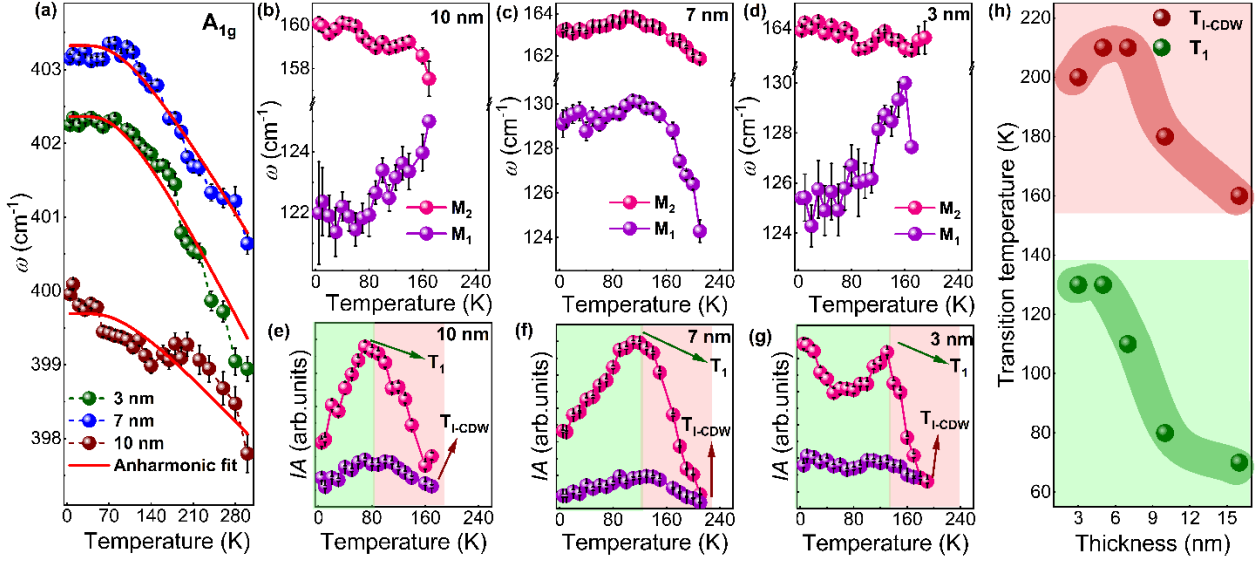 (a)
A1g
ω (cm⁻¹)
403
402
401
400
399
398
3 nm
7 nm
10 nm
Anharmonic fit
0 70 140 210 280
Temperature (K)
(b) 10 nm
ω (cm⁻¹)
160
158
124
122
M2
M1
0 80 160 240
Temperature (K)
(c) 7 nm
ω (cm⁻¹)
164
162
130
128
126
124
M2
M1
0 80 160 240
Temperature (K)
(d) 3 nm
ω (cm⁻¹)
166
164
130
128
126
124
M2
M1
0 80 160 240
Temperature (K)
(e) 10 nm
IA (arb.units)
T1
TI-CDW
0 80 160 240
Temperature (K)
(f) 7 nm
IA (arb.units)
T1
TI-CDW
0 80 160 240
Temperature (K)
(g) 3 nm
IA (arb.units)
T1
TI-CDW
0 80 160 240
Temperature (K)
(h)
TI-CDW
T1
Transition temperature (K)
220
200
180
160
140
120
100
80
60
3 6 9 12 15
Thickness (nm)